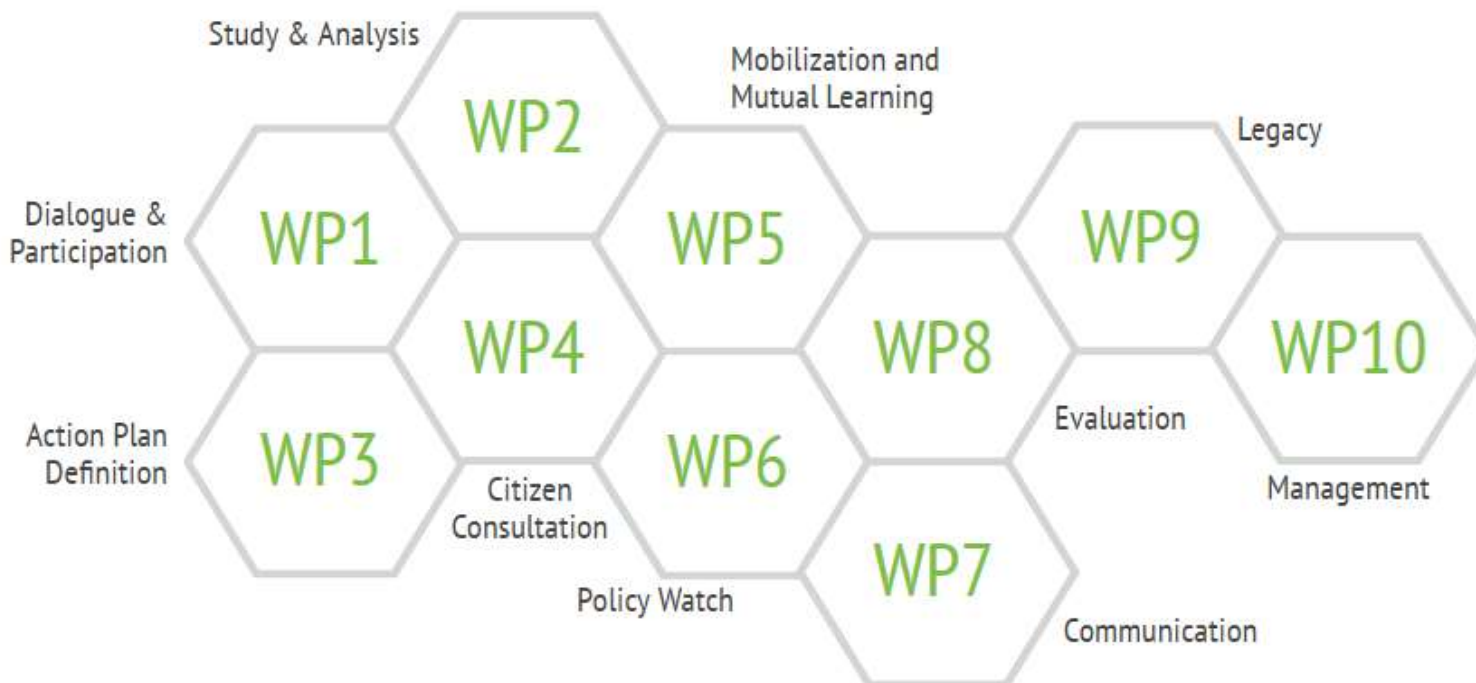 Study & Analysis
WP2
Mobilization and
Mutual Learning
Legacy
Dialogue &
Participation
WP1
WP5
WP9
WP4
WP8
WP10
Action Plan
Definition
WP3
WP6
Evaluation
Citizen
Consultation
Management
WP7
Policy Watch
Communication